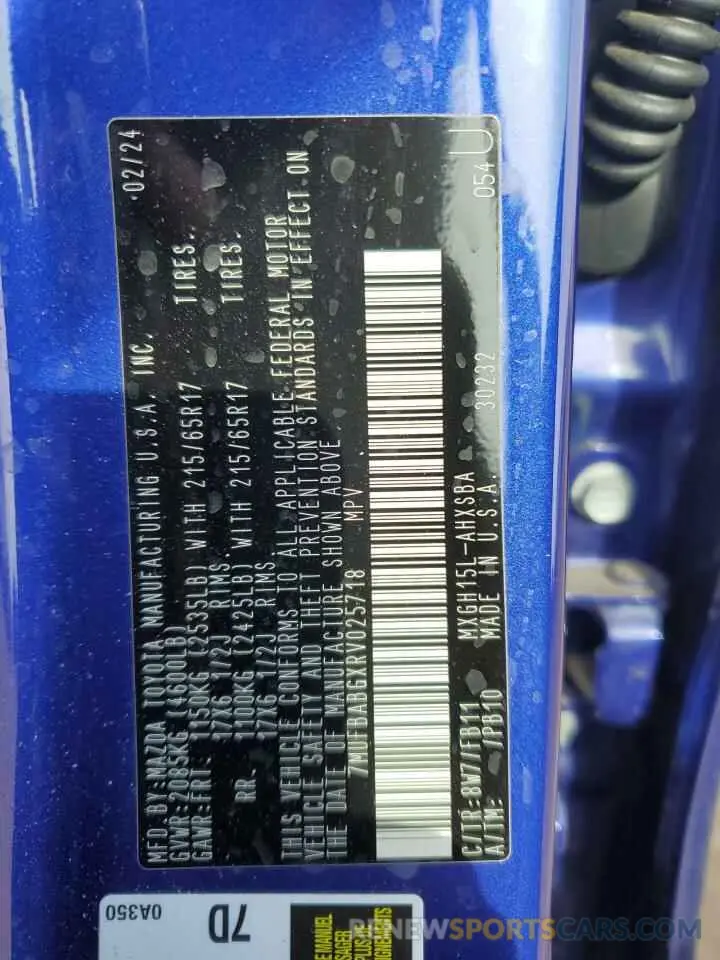 MFD.BY:MAZDA TOYOTA MANUFACTURING U.S.A. INC. 02/24
GVWR:2085KG (4600LB)
GAWR:FRT. 1150KG (2535LB) WITH 215/65R17 TIRES,
17X6 1/2J RIMS.
RR. 1100KG (2425LB) WITH 215/65R17 TIRES,
17X6 1/2J RIMS.
THIS VEHICLE CONFORMS TO ALL APPLICABLE FEDERAL MOTOR
VEHICLE SAFETY AND THEFT PREVENTION STANDARDS IN EFFECT ON
THE DATE OF MANUFACTURE SHOWN ABOVE.
7MUFBABGXRV025718 MPV
C/TR:8W7/FB11 MXGH15L-AHXSBA 054 U
A/TM: /PB10 MADE IN U.S.A. 30232
0A350
7D
E MANUEL
PLUS
RENEWSPORTSCARS.COM